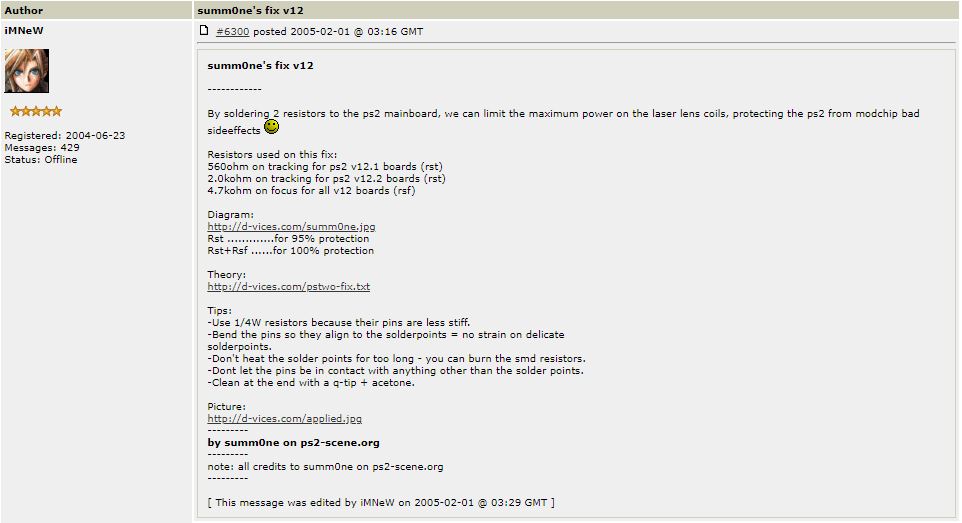 Author
summ0ne's fix v12
iMNeW
#6300 posted 2005-02-01 @ 03:16 GMT
Registered: 2004-06-23
Messages: 429
Status: Offline
summ0ne's fix v12
------------
By soldering 2 resistors to the ps2 mainboard, we can limit the maximum power on the laser lens coils, protecting the ps2 from modchip bad
sideeffects
Resistors used on this fix:
560ohm on tracking for ps2 v12.1 boards (rst)
2.0kohm on tracking for ps2 v12.2 boards (rst)
4.7kohm on focus for all v12 boards (rsf)
Diagram:
http://d-vices.com/summ0ne.jpg
Rst .............for 95% protection
Rst+Rsf ......for 100% protection
Theory:
http://d-vices.com/pstwo-fix.txt
Tips:
-Use 1/4W resistors because their pins are less stiff.
-Bend the pins so they align to the solderpoints = no strain on delicate
solderpoints.
-Don't heat the solder points for too long - you can burn the smd resistors.
-Dont let the pins be in contact with anything other than the solder points.
-Clean at the end with a q-tip + acetone.
Picture:
http://d-vices.com/applied.jpg
---------
by summ0ne on ps2-scene.org
---------
note: all credits to summ0ne on ps2-scene.org
---------
[ This message was edited by iMNeW on 2005-02-01 @ 03:29 GMT ]